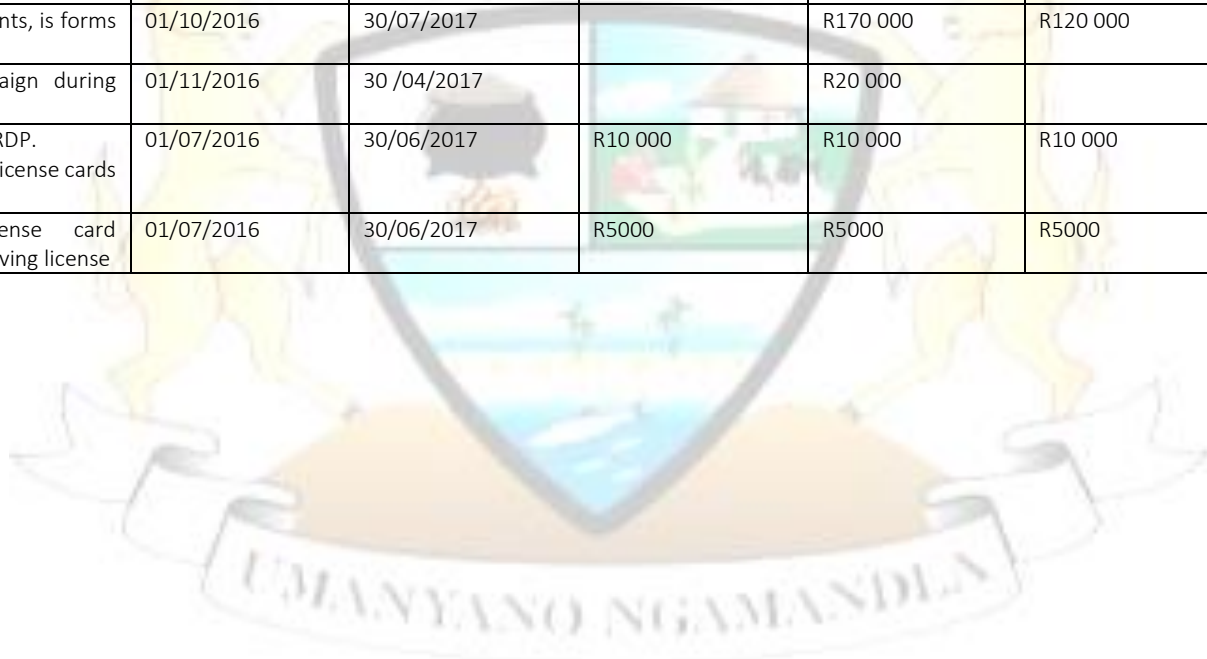 nts, is forms 01/10/2016 30/07/2017 R170 000 R120 000
aign during 01/11/2016 30 /04/2017 R20 000
RDP. 01/07/2016 30/06/2017 R10 000 R10 000 R10 000
icense cards
ense card 01/07/2016 30/06/2017 R5000 R5000 R5000
ving license
UMANYANO NGAMANDLA